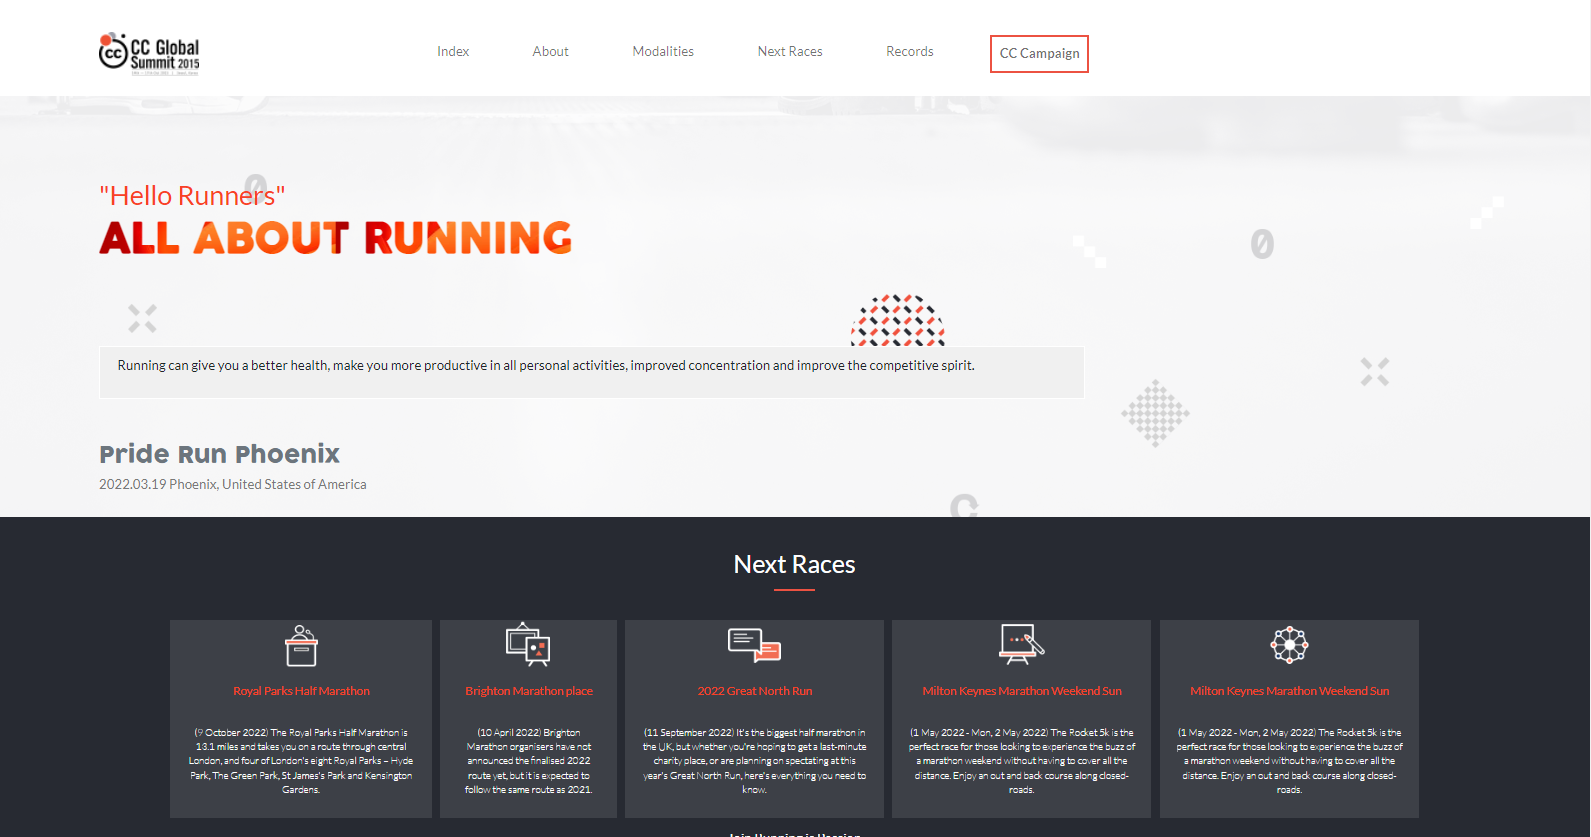 CC Global
Summit 2015
Index
About
Modalities
Next Races
Records
CC Campaign
"Hello Runners"
ALL ABOUT RUNNING
Running can give you a better health, make you more productive in all personal activities, improved concentration and improve the competitive spirit.
Pride Run Phoenix
2022.03.19 Phoenix, United States of America
Next Races
Royal Parks Half Marathon
(9 October 2022) The Royal Parks Half Marathon is
13.1 miles and takes you on a route through central
London, and four of London's eight Royal Parks – Hyde
Park, The Green Park, St James's Park and Kensington
Gardens.
Brighton Marathon place
(10 April 2022) Brighton
Marathon organisers have not
announced the finalised 2022
route yet, but it is expected to
follow the same route as 2021.
2022 Great North Run
(11 September 2022) It's the biggest half marathon in
the UK, but whether you're hoping to get a last-minute
charity place, or are planning on spectating at this
year's Great North Run, here's everything you need to
know.
Milton Keynes Marathon Weekend Sun
(1 May 2022 - Mon, 2 May 2022) The Rocket 5k is the
perfect race for those looking to experience the buzz of
a marathon weekend without having to cover all the
distance. Enjoy an out and back course along closed-
roads.
Milton Keynes Marathon Weekend Sun
(1 May 2022 - Mon, 2 May 2022) The Rocket 5k is the
perfect race for those looking to experience the buzz of
a marathon weekend without having to cover all the
distance. Enjoy an out and back course along closed-
roads.